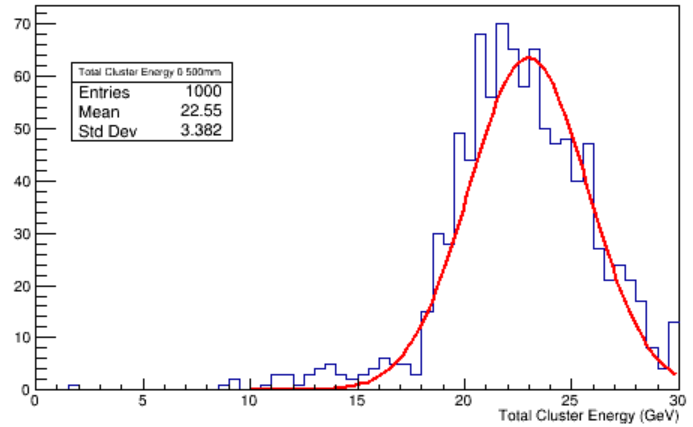 70
60
50
40
30
20
10
0
Total Cluster Energy 0 500mm
Entries 1000
Mean 22.55
Std Dev 3.382
0 5 10 15 20 25 30
Total Cluster Energy (GeV)